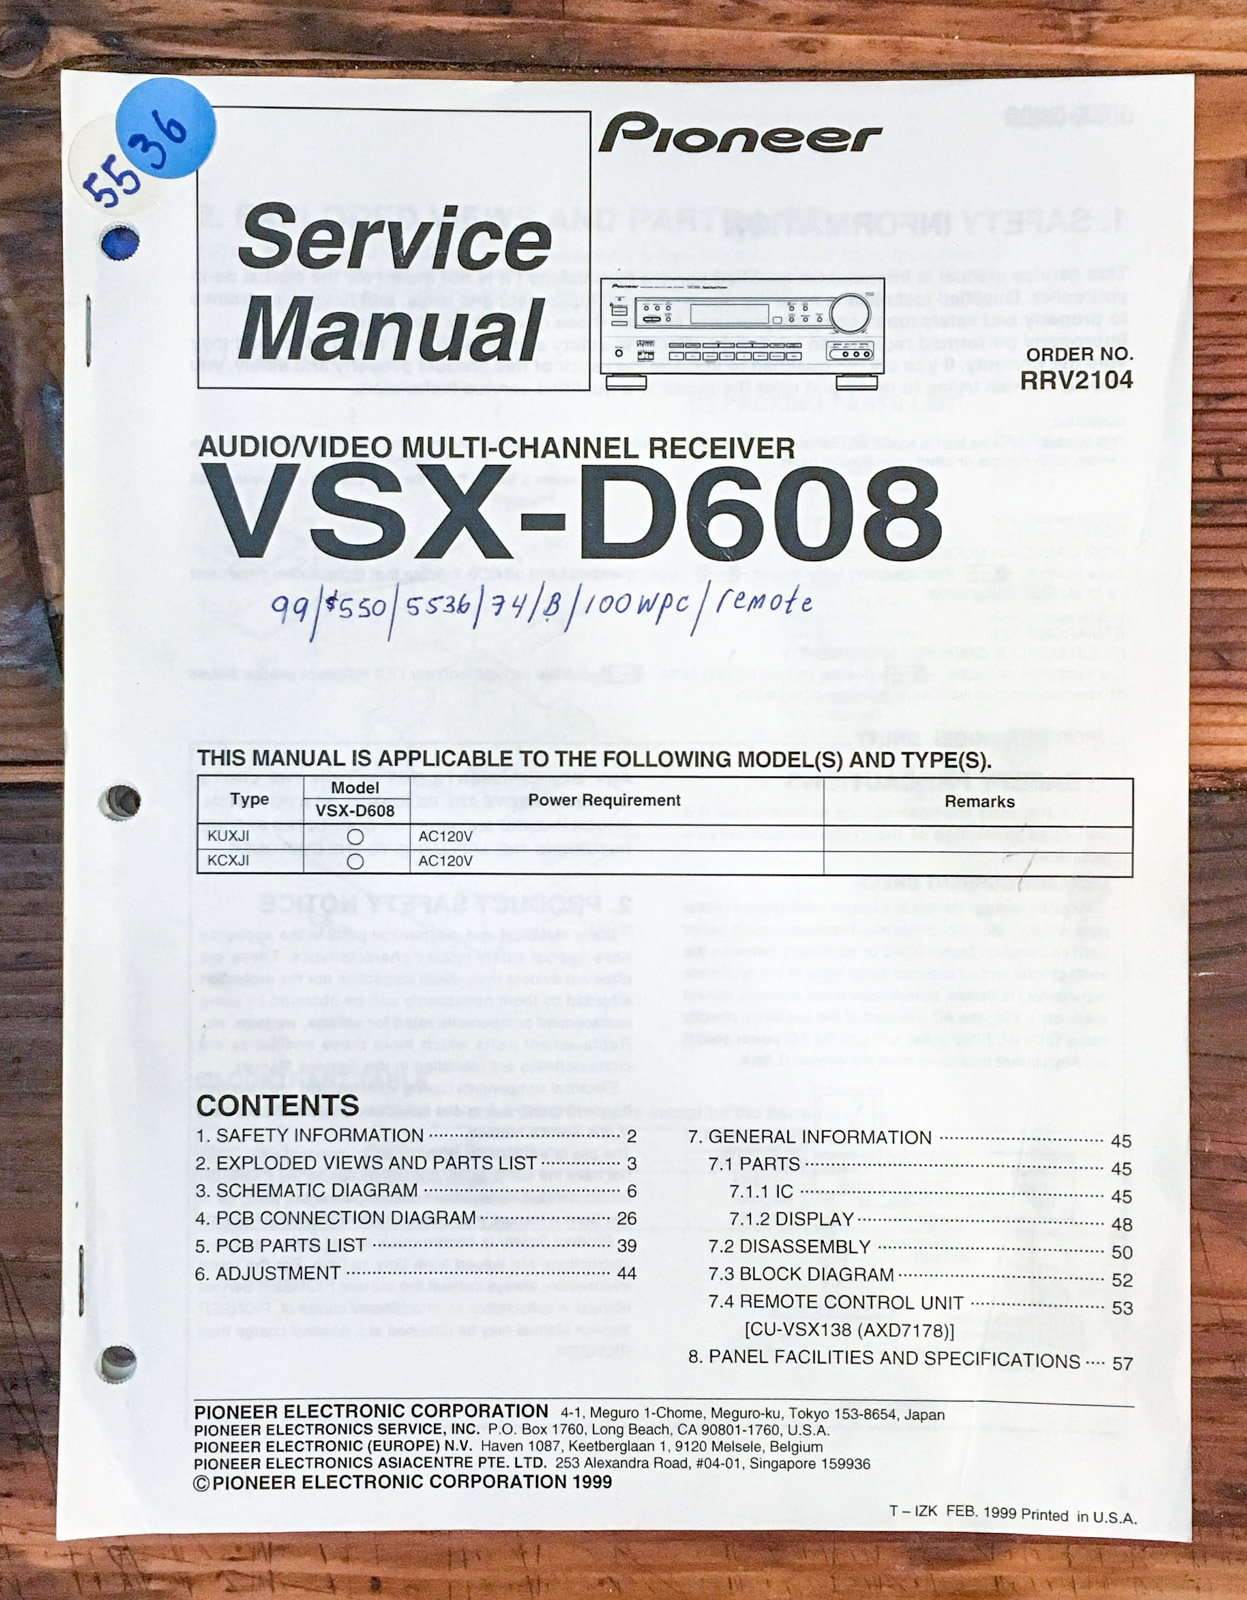 5536
Pioneer
Service
Manual
ORDER NO.
RRV2104
AUDIO/VIDEO MULTI-CHANNEL RECEIVER
VSX-D608
99/$550/5536/74/B/100WPC/remote
THIS MANUAL IS APPLICABLE TO THE FOLLOWING MODEL(S) AND TYPE(S).
Type Model Power Requirement Remarks
VSX-D608
KUXJI ○ AC120V
KCXJI ○ AC120V
CONTENTS
1. SAFETY INFORMATION 2
2. EXPLODED VIEWS AND PARTS LIST 3
3. SCHEMATIC DIAGRAM 6
4. PCB CONNECTION DIAGRAM 26
5. PCB PARTS LIST 39
6. ADJUSTMENT 44
7. GENERAL INFORMATION 45
7.1 PARTS 45
7.1.1 IC 45
7.1.2 DISPLAY 48
7.2 DISASSEMBLY 50
7.3 BLOCK DIAGRAM 52
7.4 REMOTE CONTROL UNIT 53
[CU-VSX138 (AXD7178)]
8. PANEL FACILITIES AND SPECIFICATIONS 57
PIONEER ELECTRONIC CORPORATION 4-1, Meguro 1-Chome, Meguro-ku, Tokyo 153-8654, Japan
PIONEER ELECTRONICS SERVICE, INC. P.O. Box 1760, Long Beach, CA 90801-1760, U.S.A.
PIONEER ELECTRONIC (EUROPE) N.V. Haven 1087, Keetberglaan 1, 9120 Melsele, Belgium
PIONEER ELECTRONICS ASIACENTRE PTE. LTD. 253 Alexandra Road, #04-01, Singapore 159936
©PIONEER ELECTRONIC CORPORATION 1999
T – IZK FEB. 1999 Printed in U.S.A.